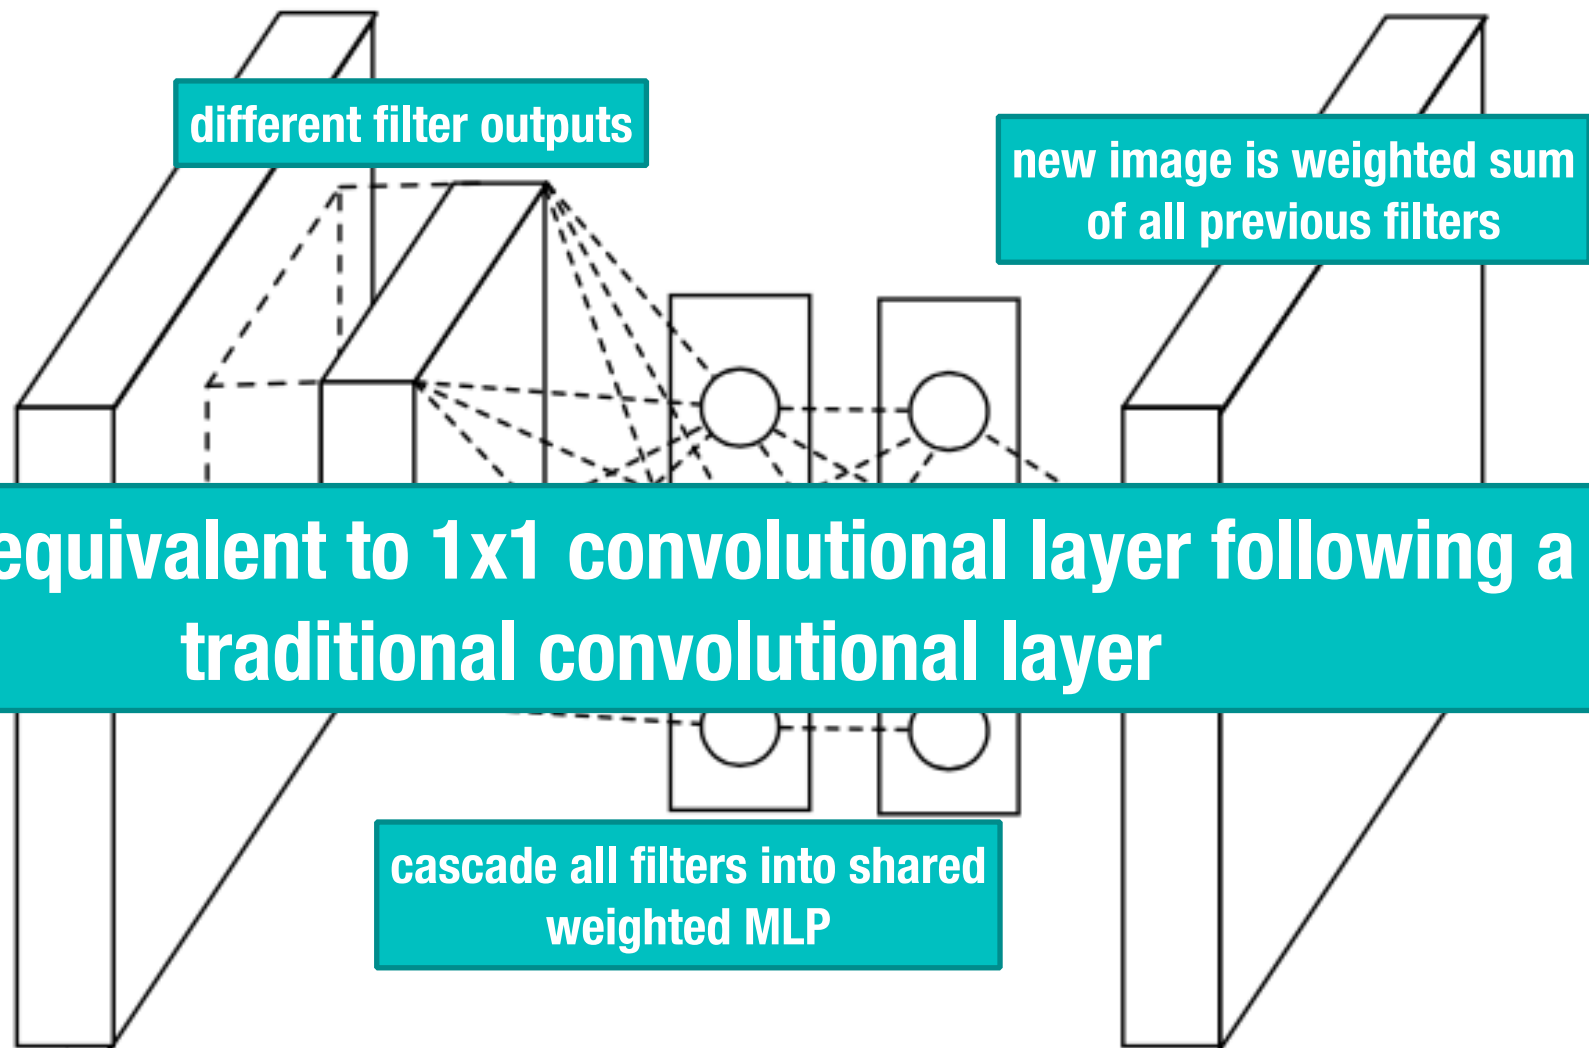 different filter outputs
new image is weighted sum
of all previous filters
equivalent to 1x1 convolutional layer following a
traditional convolutional layer
cascade all filters into shared
weighted MLP